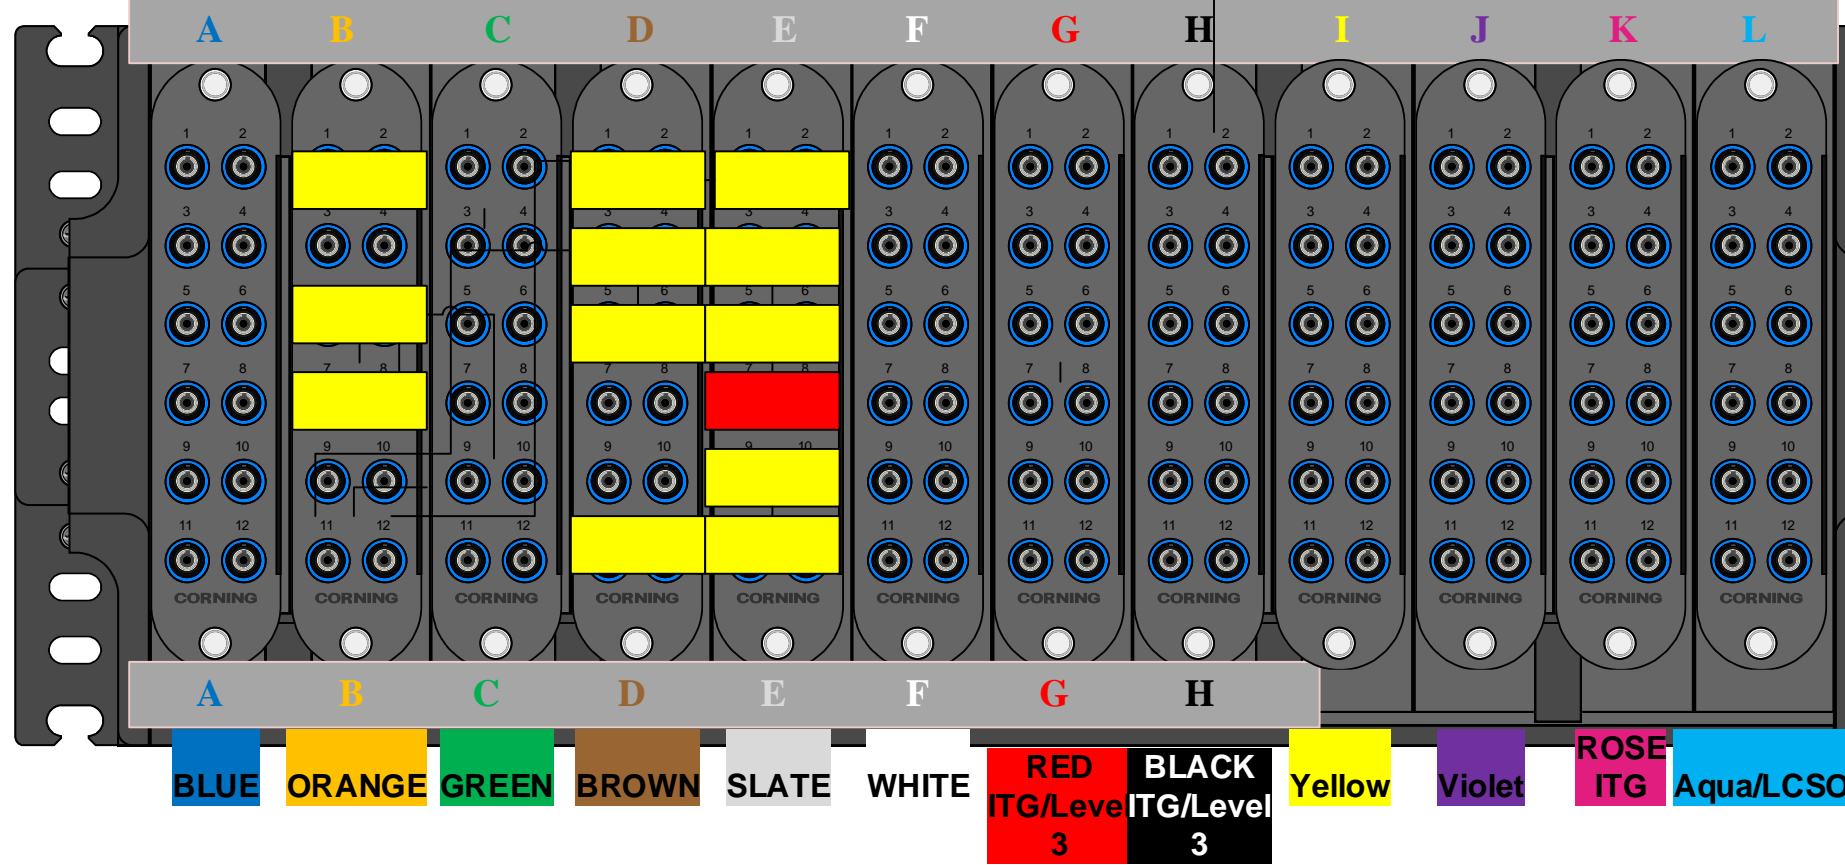 A B C D E F G H I J K L
1 2 1 2 1 2 1 2 1 2 1 2 1 2 1 2 1 2 1 2 1 2 1 2
3 4 3 4 3 4 3 4 3 4 3 4 3 4 3 4 3 4 3 4 3 4 3 4
5 6 5 6 5 6 5 6 5 6 5 6 5 6 5 6 5 6 5 6 5 6
7 8 7 8 7 8 7 8 7 8 7 8 7 8 7 8 7 8 7 8 7 8 7 8
9 10 9 10 9 10 9 10 9 10 9 10 9 10 9 10 9 10 9 10 9 10 9 10
11 12 11 12 11 12 11 12 11 12 11 12 11 12 11 12 11 12 11 12
CORNING CORNING CORNING CORNING CORNING CORNING CORNING CORNING CORNING CORNING CORNING CORNING
A B C D E F G H
BLUE ORANGE GREEN BROWN SLATE WHITE
RED
ITG/Level
3
BLACK
ITG/Level
3
Yellow
Violet
ROSE
ITG
Aqua/LCSO